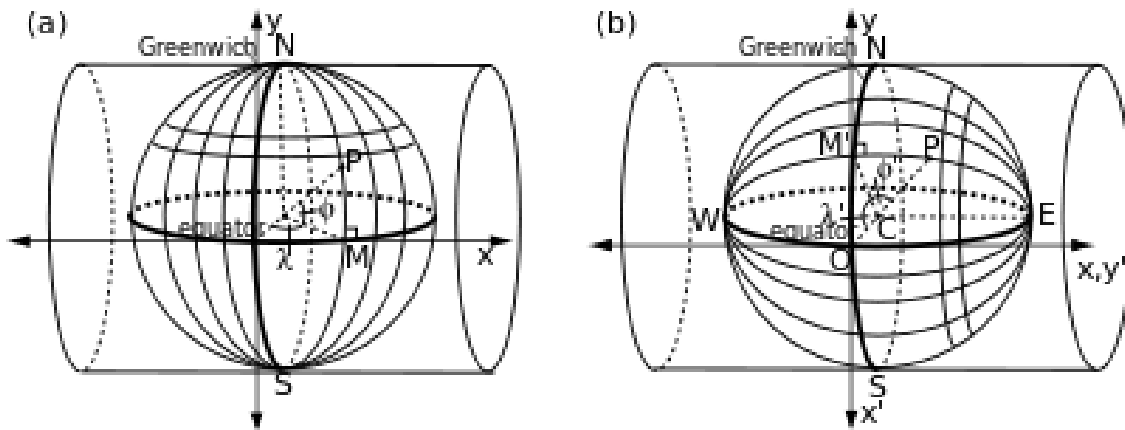 (a)
y
Greenwich N
P
ϕ
equator
M
λ
x
S
(b)
y
Greenwich N
M' P
ϕ'
W λ' E
equator C
O
x,y'
S
x'